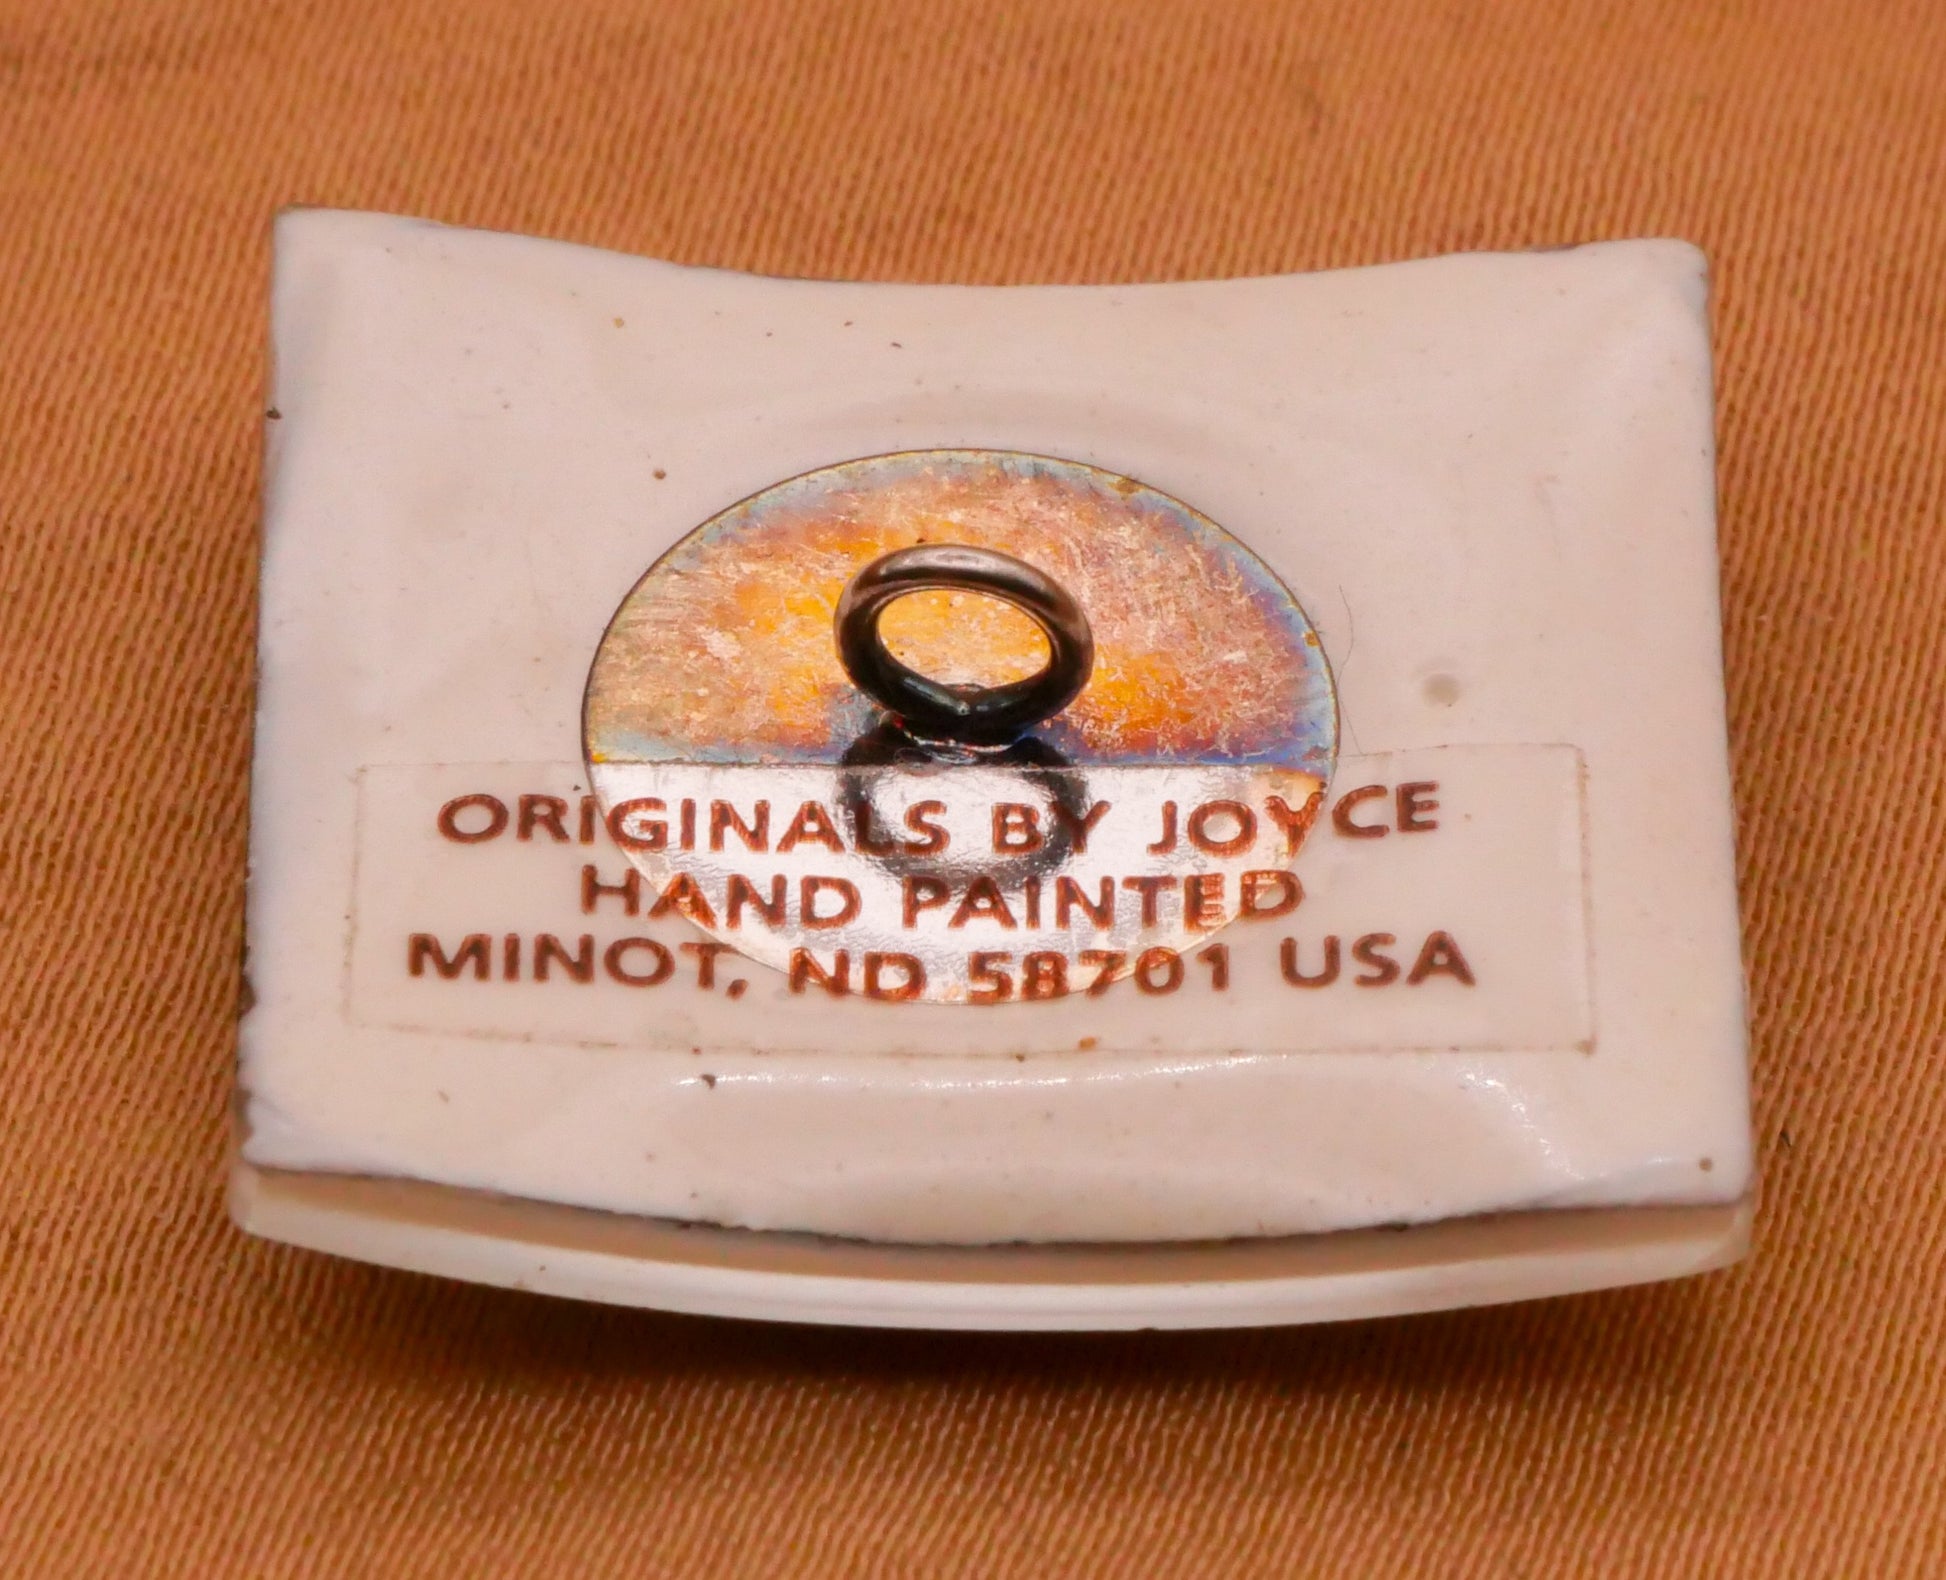 ORIGINALS BY JOYCE
HAND PAINTED
MINOT, ND 58701 USA